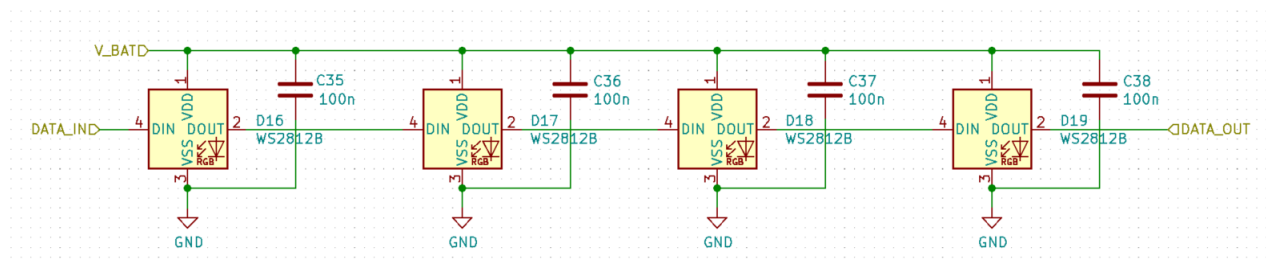 V_BAT
1
VDD
4
DIN
DOUT
2
VSS
RGB
3
D16
WS2812B
C35
100n
GND
1
VDD
4
DIN
DOUT
2
VSS
RGB
3
D17
WS2812B
C36
100n
GND
1
VDD
4
DIN
DOUT
2
VSS
RGB
3
D18
WS2812B
C37
100n
GND
1
VDD
4
DIN
DOUT
2
VSS
RGB
3
D19
WS2812B
C38
100n
GND
DATA_IN
DATA_OUT